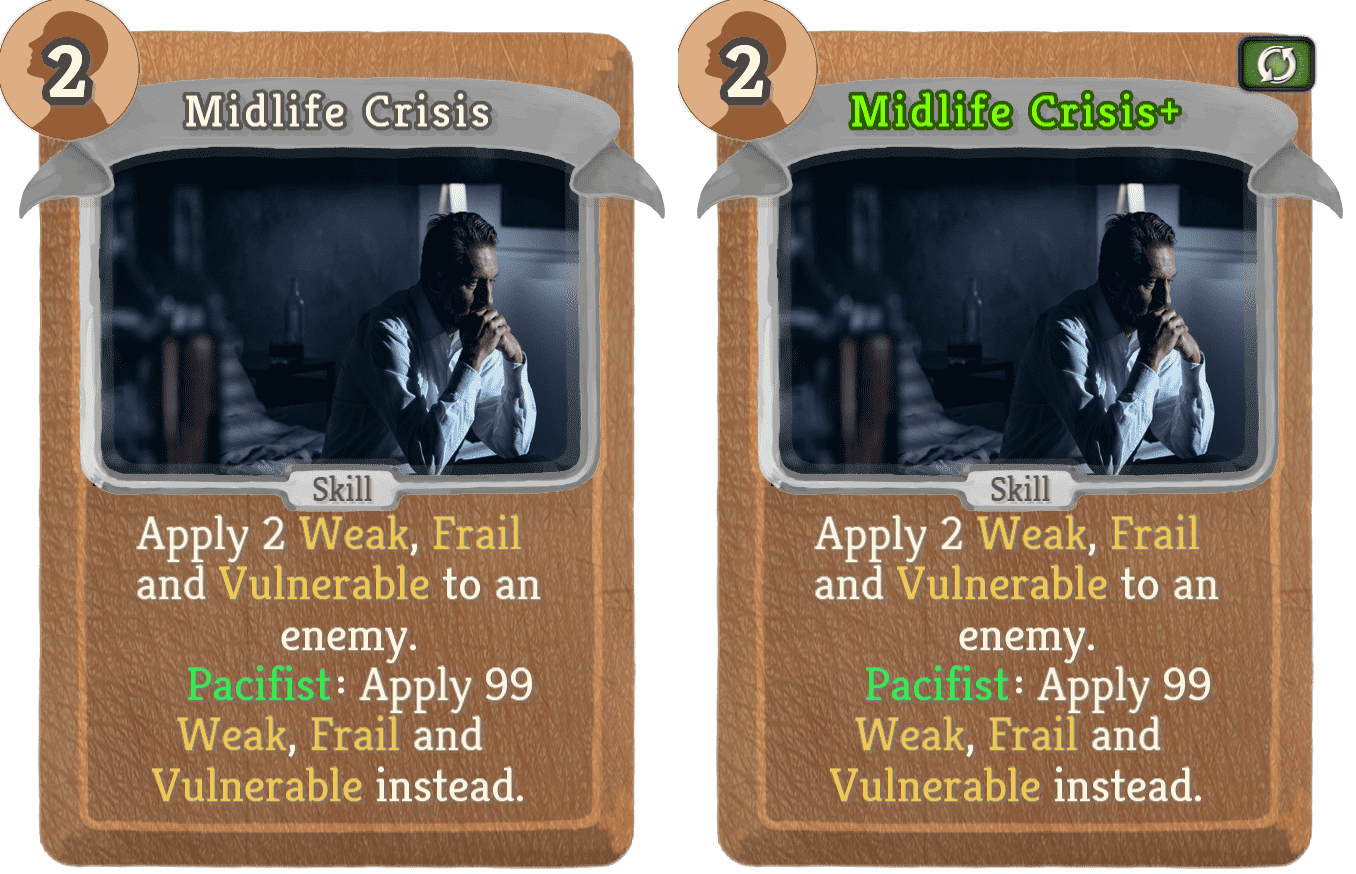 2
Midlife Crisis
Skill
Apply 2 Weak, Frail
and Vulnerable to an
enemy.
Pacifist: Apply 99
Weak, Frail and
Vulnerable instead.
2
Midlife Crisis+
Skill
Apply 2 Weak, Frail
and Vulnerable to an
enemy.
Pacifist: Apply 99
Weak, Frail and
Vulnerable instead.